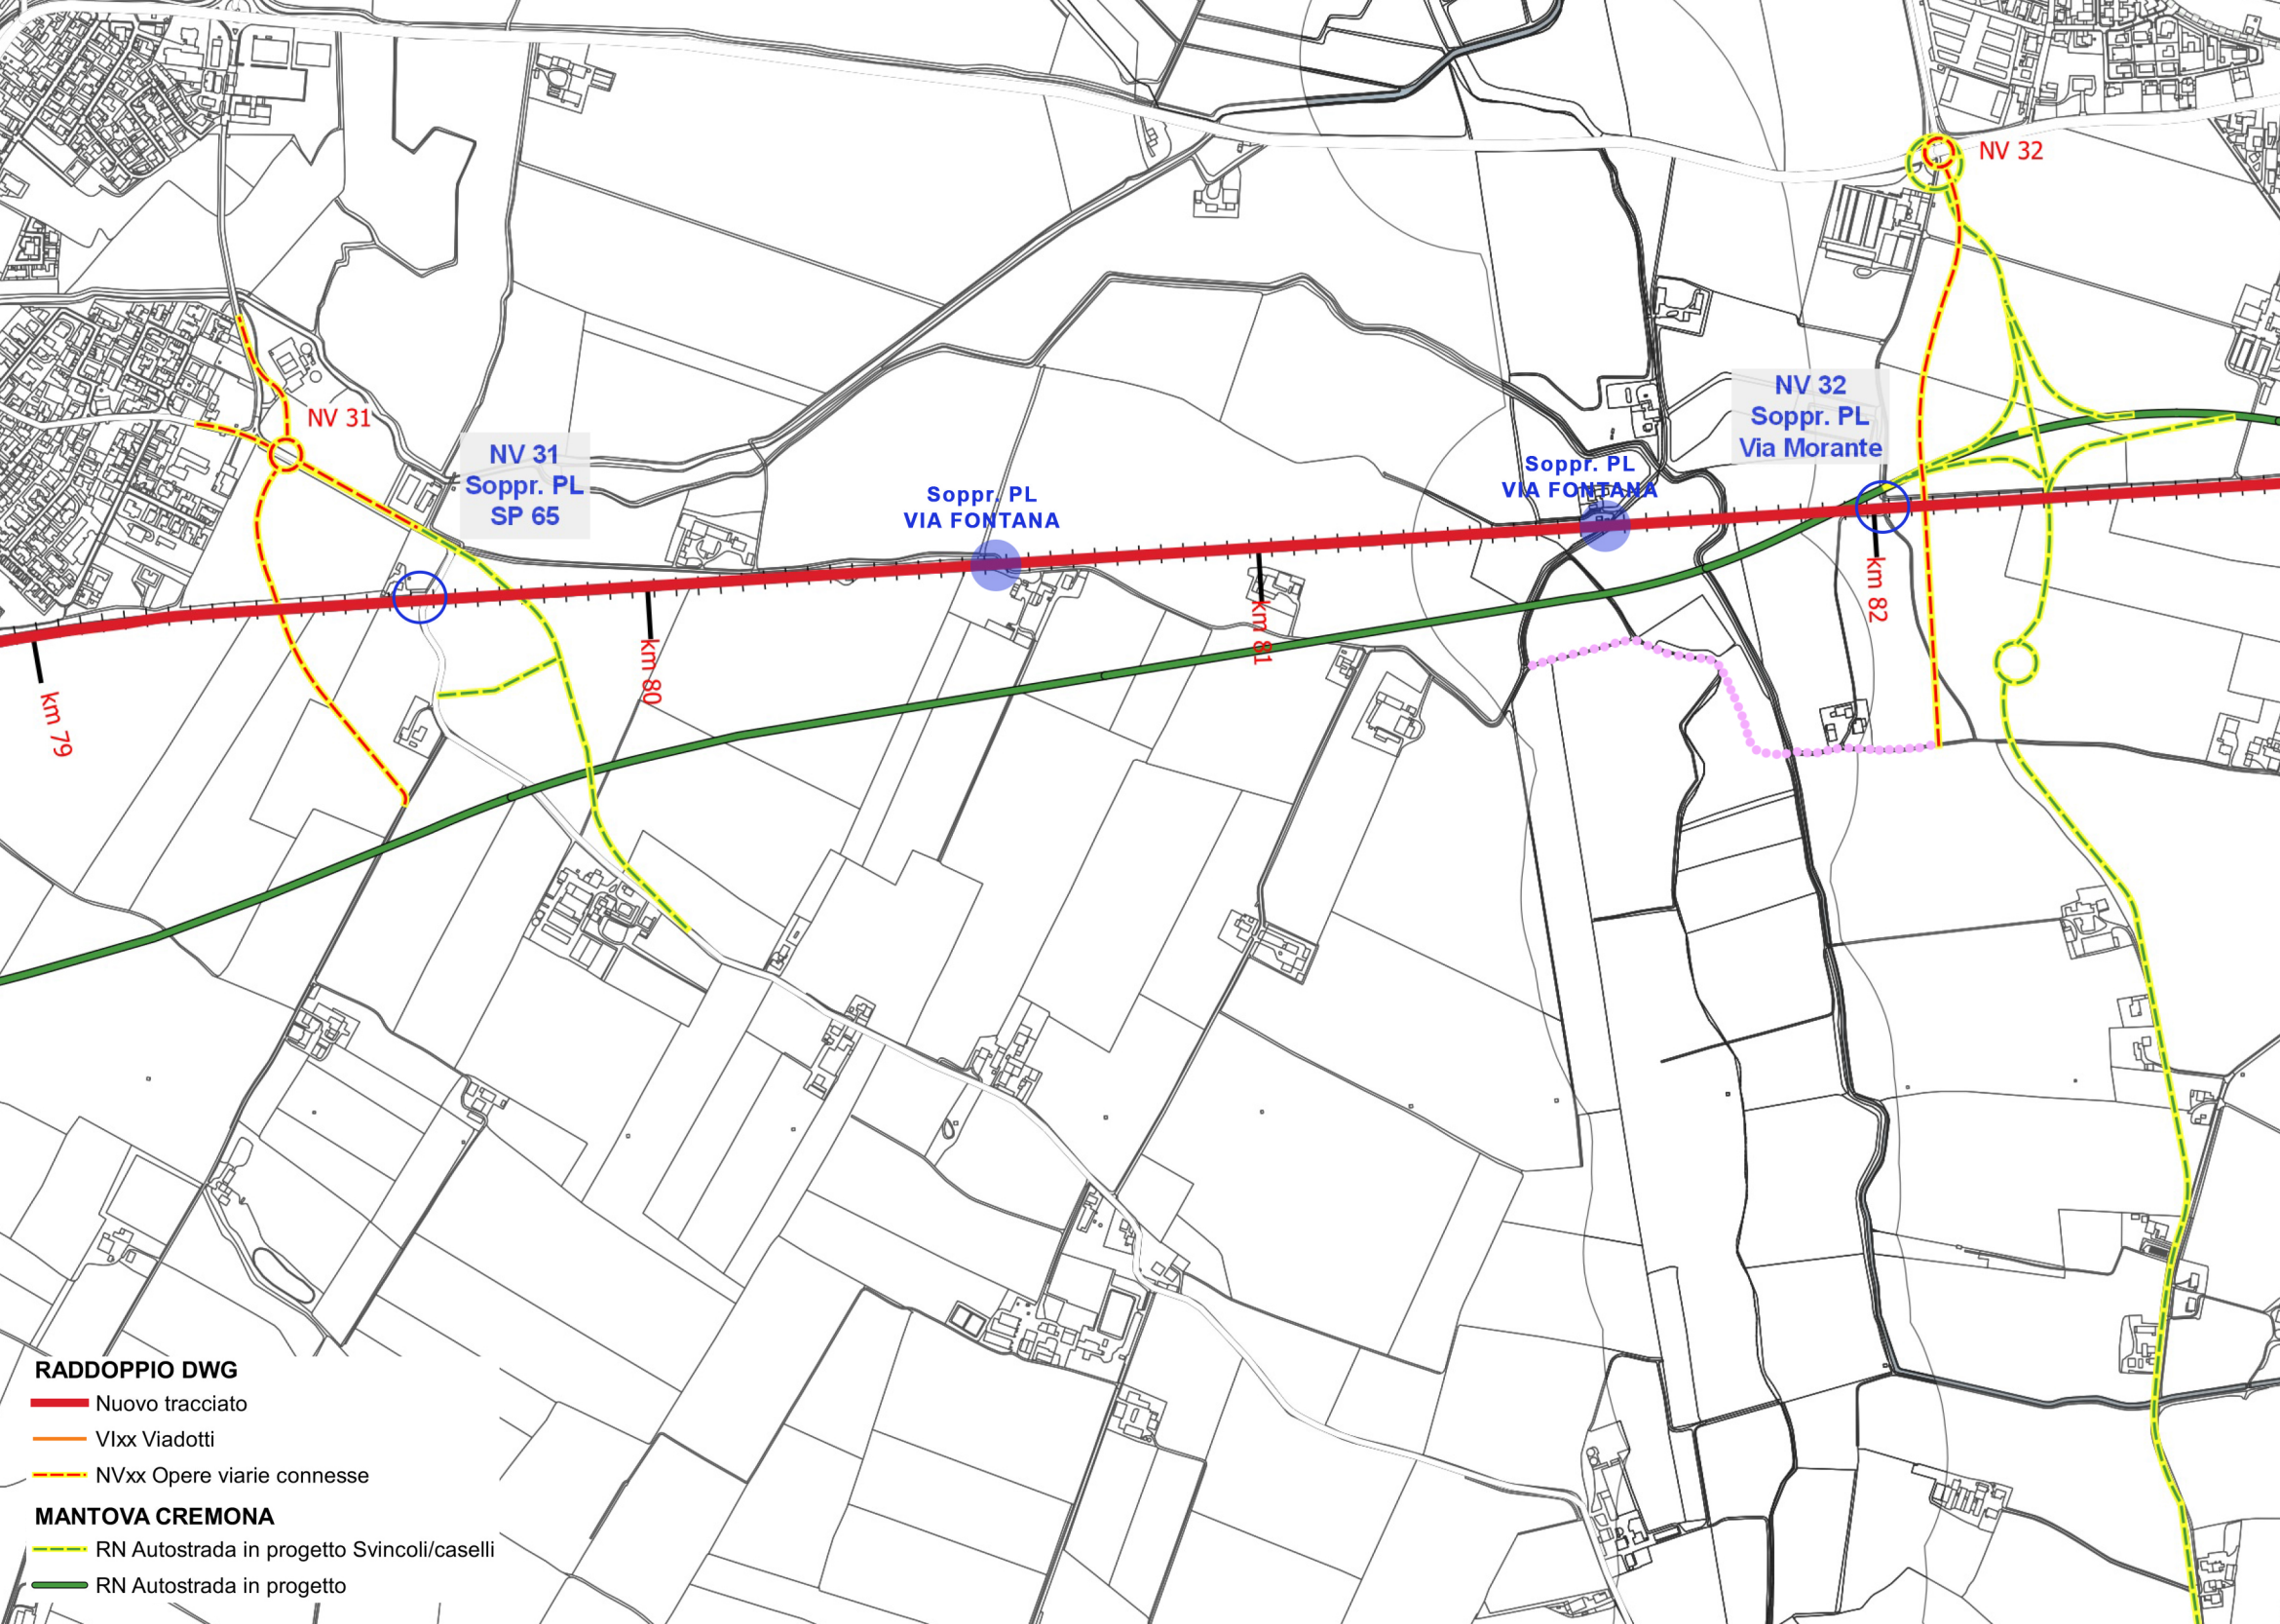 NV 32
NV 31
NV 31
Soppr. PL
SP 65
Soppr. PL
VIA FONTANA
Soppr. PL
VIA FONTANA
NV 32
Soppr. PL
Via Morante
km 79
km 80
km 81
km 82
RADDOPPIO DWG
Nuovo tracciato
VIxx Viadotti
NVxx Opere viarie connesse
MANTOVA CREMONA
RN Autostrada in progetto Svincoli/caselli
RN Autostrada in progetto